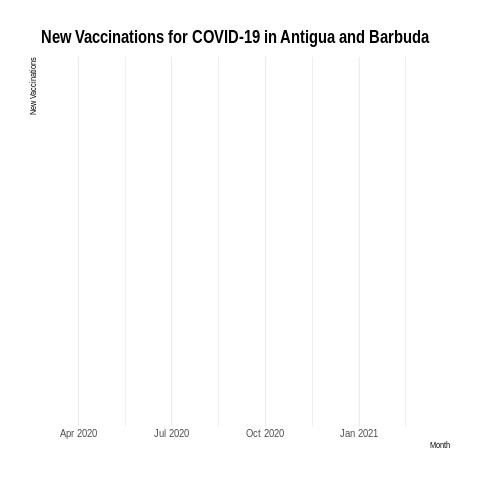 New Vaccinations for COVID-19 in Antigua and Barbuda
New Vaccinations
Apr 2020
Jul 2020
Oct 2020
Jan 2021
Month